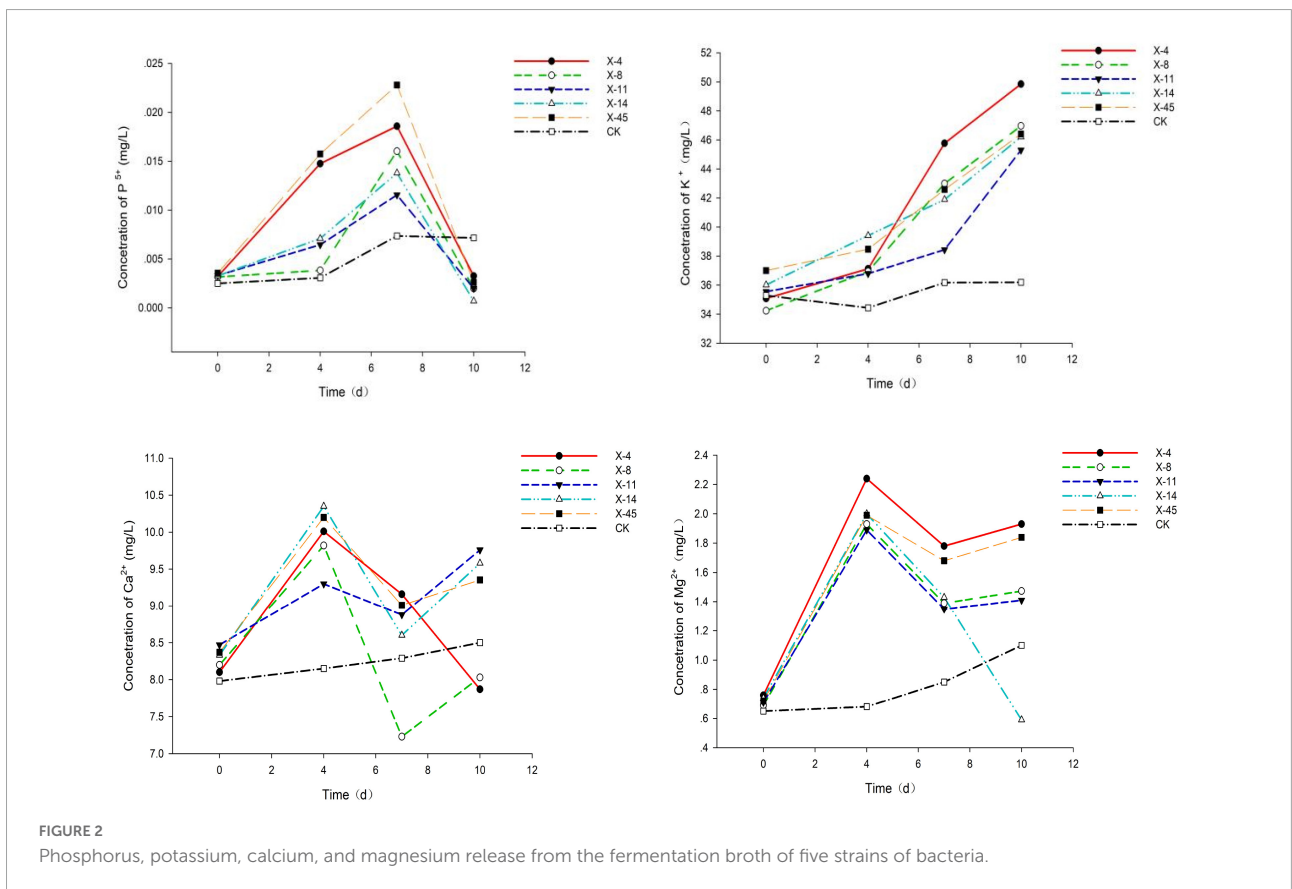 .025
.020
.015
.010
.005
0.000
Concetration of P 5+ (mg/L)
0 2 4 6 8 10 12
Time (d)
X-4
X-8
X-11
X-14
X-45
CK
52
50
48
46
44
42
40
38
36
34
32
Concetration of K + (mg/L)
0 2 4 6 8 10 12
Time (d)
X-4
X-8
X-11
X-14
X-45
CK
11.0
10.5
10.0
9.5
9.0
8.5
8.0
7.5
7.0
Concetration of Ca2+ (mg/L)
0 2 4 6 8 10 12
Time (d)
X-4
X-8
X-11
X-14
X-45
CK
2.4
2.2
2.0
1.8
1.6
1.4
1.2
1.0
.8
.6
.4
Concetration of Mg2+ (mg/L)
0 2 4 6 8 10 12
Time (d)
X-4
X-8
X-11
X-14
X-45
CK
FIGURE 2
Phosphorus, potassium, calcium, and magnesium release from the fermentation broth of five strains of bacteria.